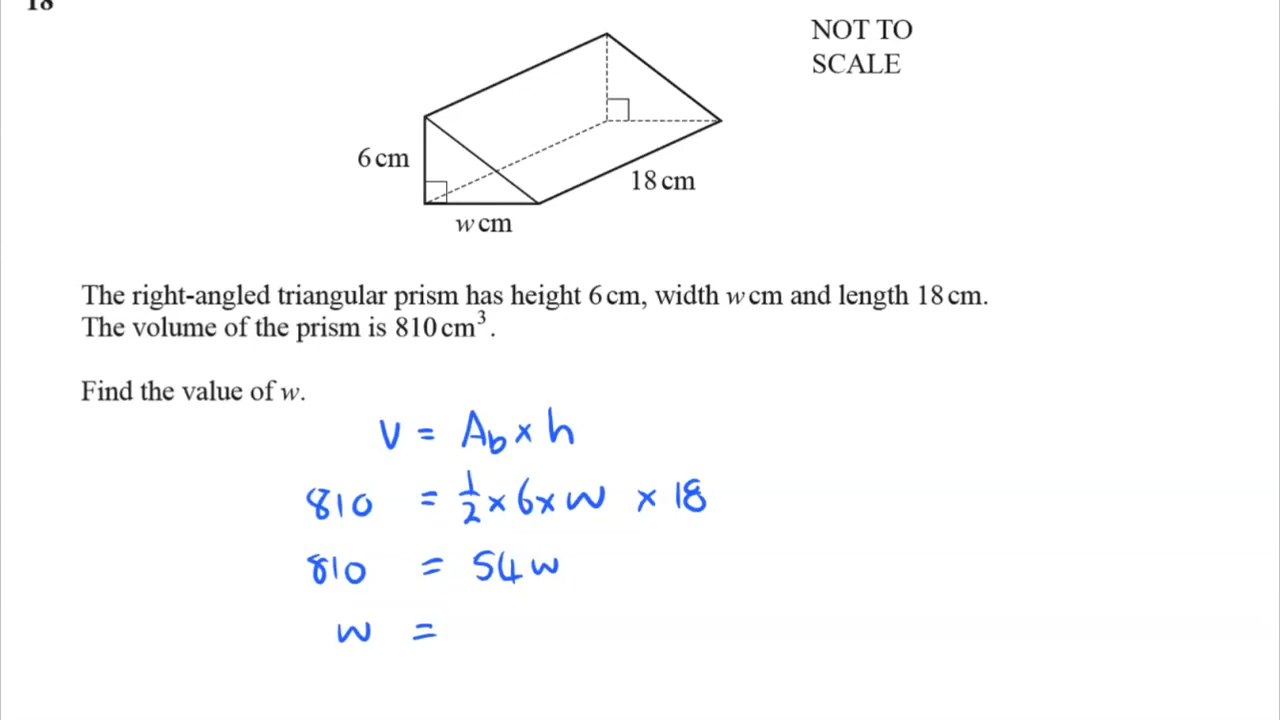 18
NOT TO
SCALE
6 cm
18 cm
w cm
The right-angled triangular prism has height 6 cm, width w cm and length 18 cm.
The volume of the prism is 810 cm³.
Find the value of w.
V = A_b × h
810 = ½ × 6 × w × 18
810 = 54w
w =